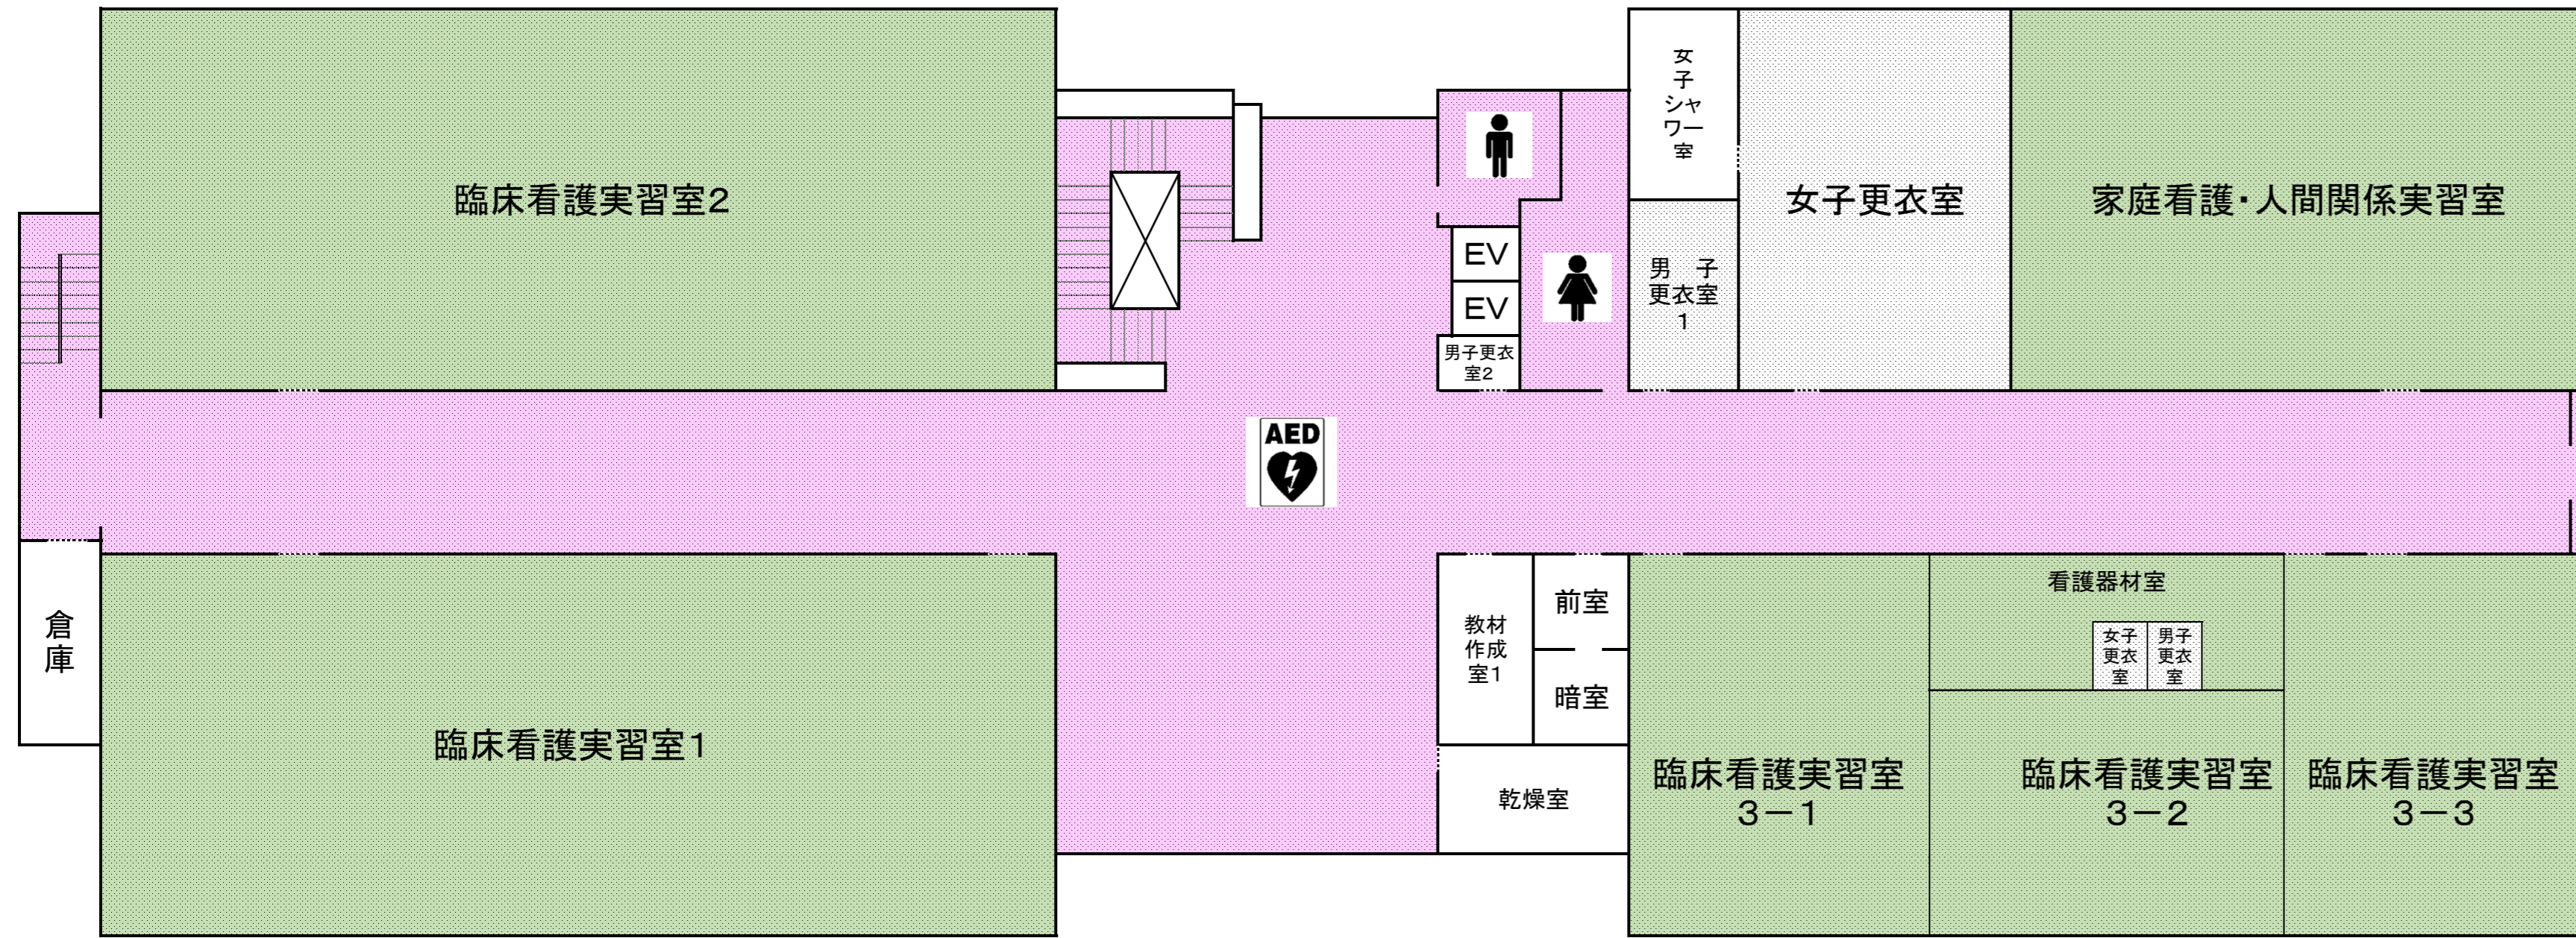 臨床看護実習室2
女
子
シャ
ワー
室
女子更衣室
家庭看護・人間関係実習室
EV
EV
男　子
更衣室
1
男子更衣
室2
AED
倉
庫
臨床看護実習室1
教材
作成
室1
前室
暗室
乾燥室
看護器材室
女子
更衣
室
男子
更衣
室
臨床看護実習室
3－1
臨床看護実習室
3－2
臨床看護実習室
3－3